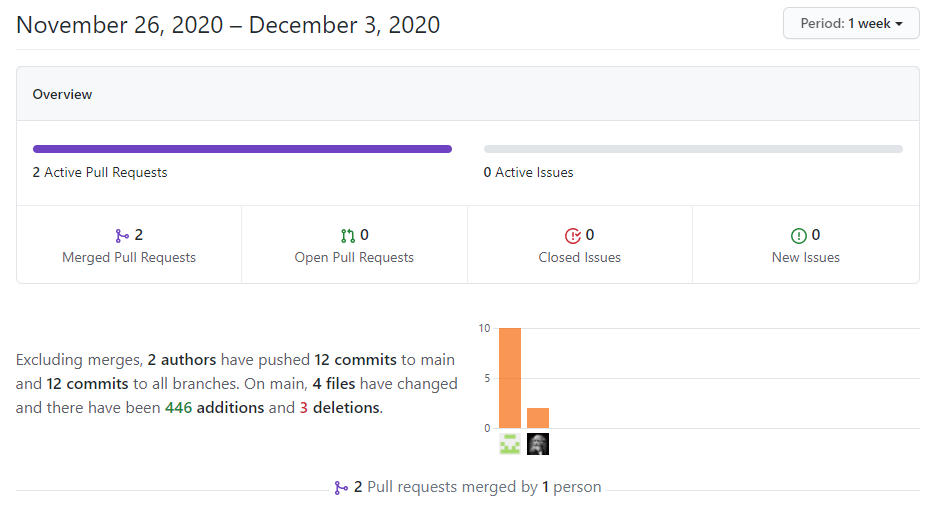 November 26, 2020 – December 3, 2020
Period: 1 week
Overview
2 Active Pull Requests
0 Active Issues
2
Merged Pull Requests
0
Open Pull Requests
0
Closed Issues
0
New Issues
Excluding merges, 2 authors have pushed 12 commits to main
and 12 commits to all branches. On main, 4 files have changed
and there have been 446 additions and 3 deletions.
10
5
0
2 Pull requests merged by 1 person